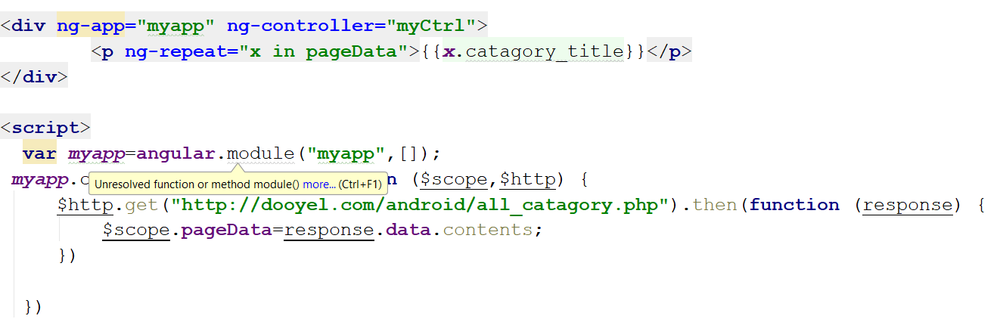 <div ng-app="myapp" ng-controller="myCtrl">
<p ng-repeat="x in pageData">{{x.catagory_title}}</p>
</div>
<script>
var myapp=angular.module("myapp",[]);
myapp.c n ($scope,$http) {
Unresolved function or method module() more... (Ctrl+F1)
$http.get("http://dooyel.com/android/all_catagory.php").then(function (response) {
$scope.pageData=response.data.contents;
})
})